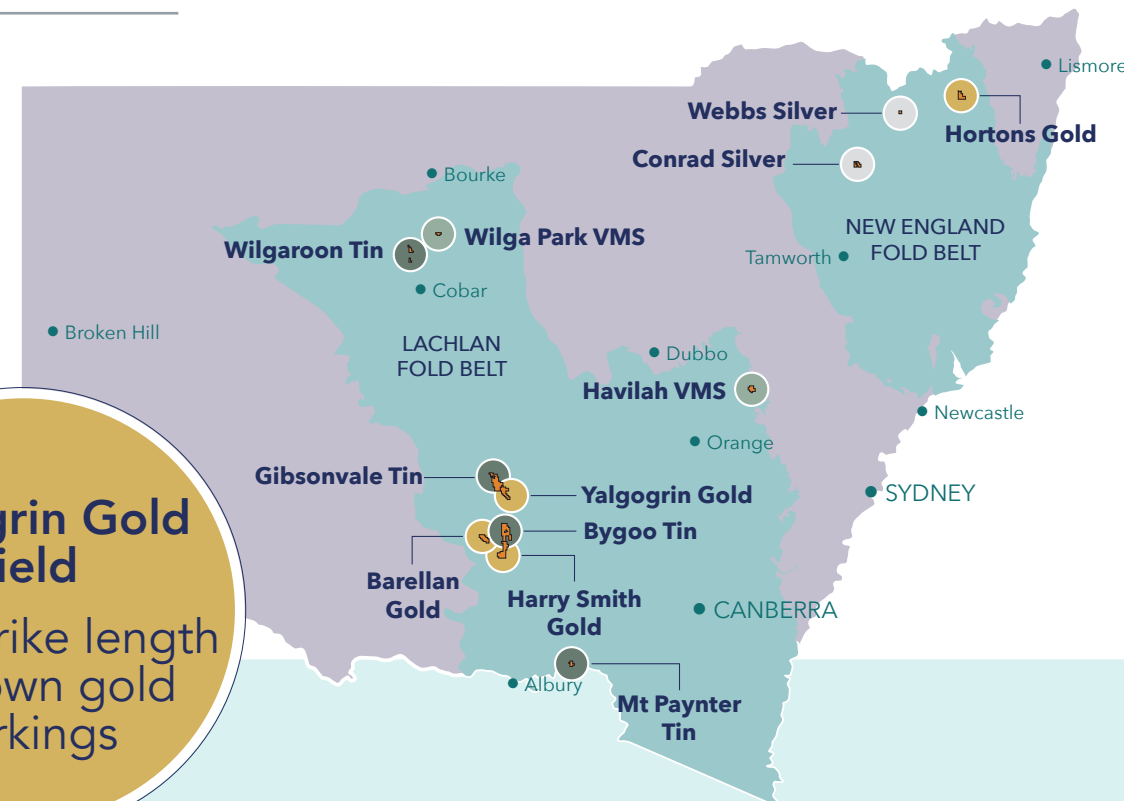 Lismore
Webbs Silver
Hortons Gold
Conrad Silver
Bourke
NEW ENGLAND
FOLD BELT
Wilga Park VMS
Wilgaroon Tin
Tamworth
Cobar
Broken Hill
LACHLAN
FOLD BELT
Dubbo
Havilah VMS
Newcastle
Orange
Gibsonvale Tin
SYDNEY
Yalgogrin Gold
grin Gold
Bygoo Tin
ield
Barellan
Gold
Harry Smith
Gold
CANBERRA
rike length
own gold
rkings
Albury
Mt Paynter
Tin